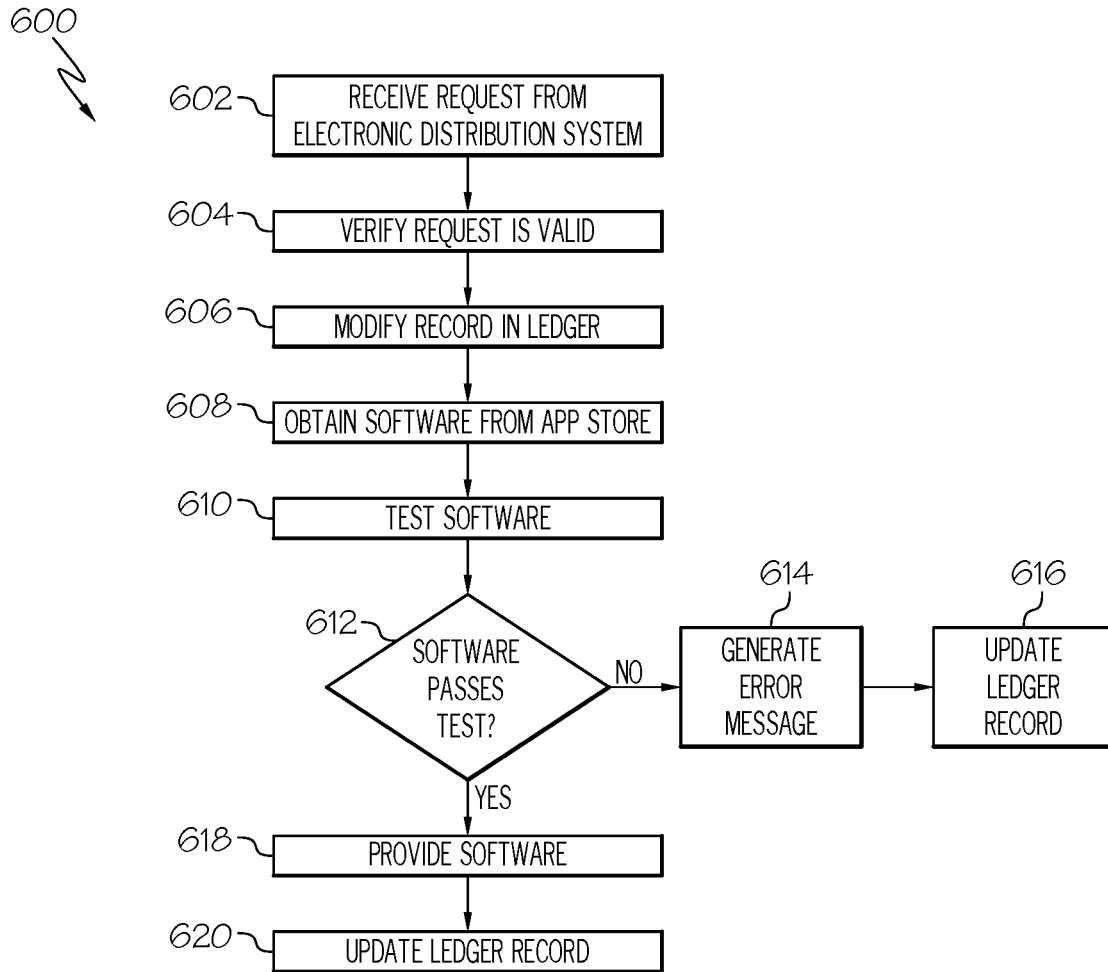 600
602
RECEIVE REQUEST FROM
ELECTRONIC DISTRIBUTION SYSTEM
604
VERIFY REQUEST IS VALID
606
MODIFY RECORD IN LEDGER
608
OBTAIN SOFTWARE FROM APP STORE
610
TEST SOFTWARE
612
SOFTWARE
PASSES
TEST?
NO
614
GENERATE
ERROR
MESSAGE
616
UPDATE
LEDGER
RECORD
YES
618
PROVIDE SOFTWARE
620
UPDATE LEDGER RECORD